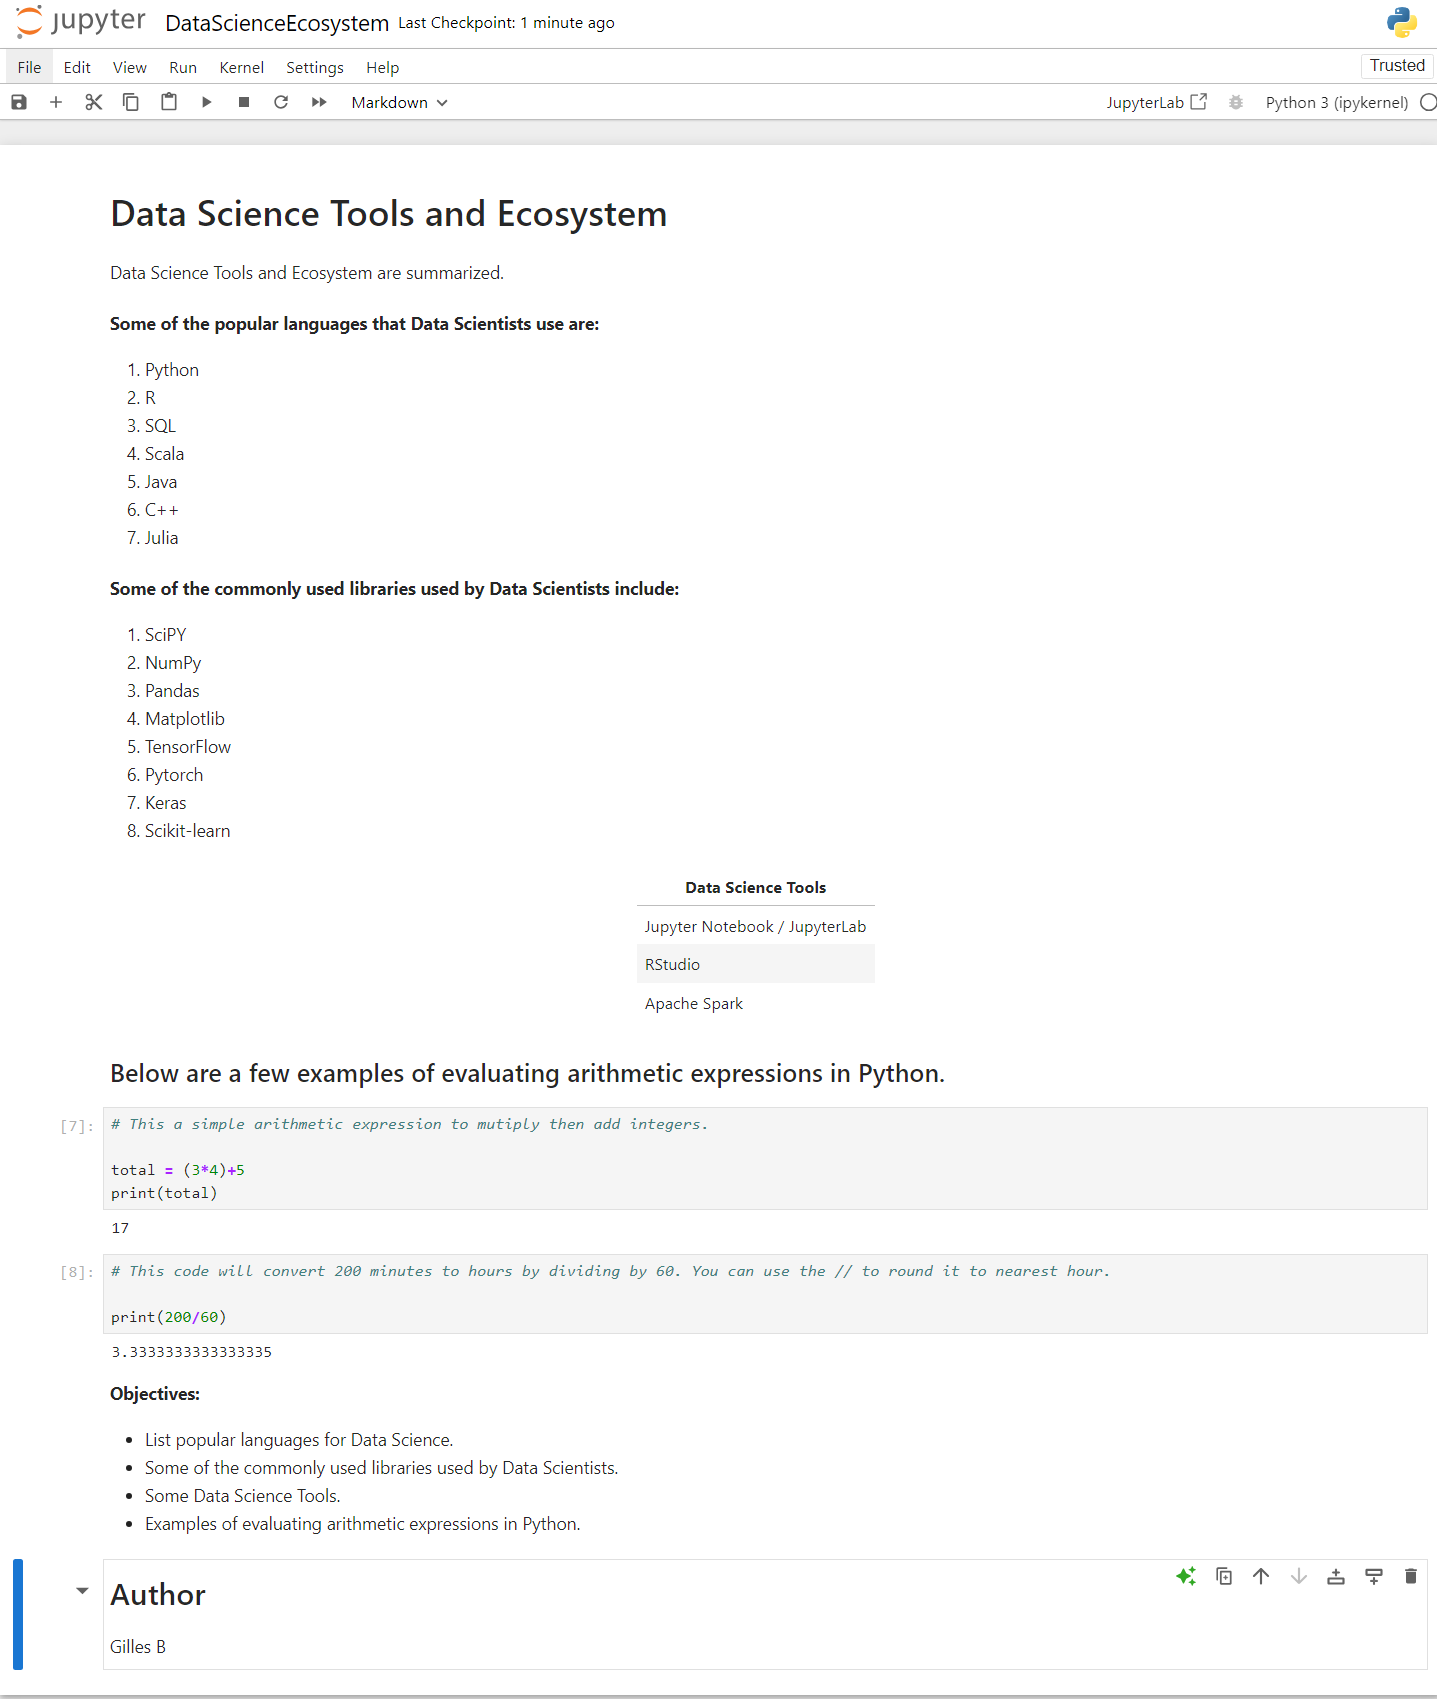 jupyter DataScienceEcosystem Last Checkpoint: 1 minute ago
File Edit View Run Kernel Settings Help Trusted
Markdown JupyterLab Python 3 (ipykernel)
Data Science Tools and Ecosystem
Data Science Tools and Ecosystem are summarized.
Some of the popular languages that Data Scientists use are:
1. Python
2. R
3. SQL
4. Scala
5. Java
6. C++
7. Julia
Some of the commonly used libraries used by Data Scientists include:
1. SciPY
2. NumPy
3. Pandas
4. Matplotlib
5. TensorFlow
6. Pytorch
7. Keras
8. Scikit-learn
Data Science Tools
Jupyter Notebook / JupyterLab
RStudio
Apache Spark
Below are a few examples of evaluating arithmetic expressions in Python.
[7]: # This a simple arithmetic expression to mutiply then add integers.
total = (3*4)+5
print(total)
17
[8]: # This code will convert 200 minutes to hours by dividing by 60. You can use the // to round it to nearest hour.
print(200/60)
3.3333333333333335
Objectives:
• List popular languages for Data Science.
• Some of the commonly used libraries used by Data Scientists.
• Some Data Science Tools.
• Examples of evaluating arithmetic expressions in Python.
Author
Gilles B